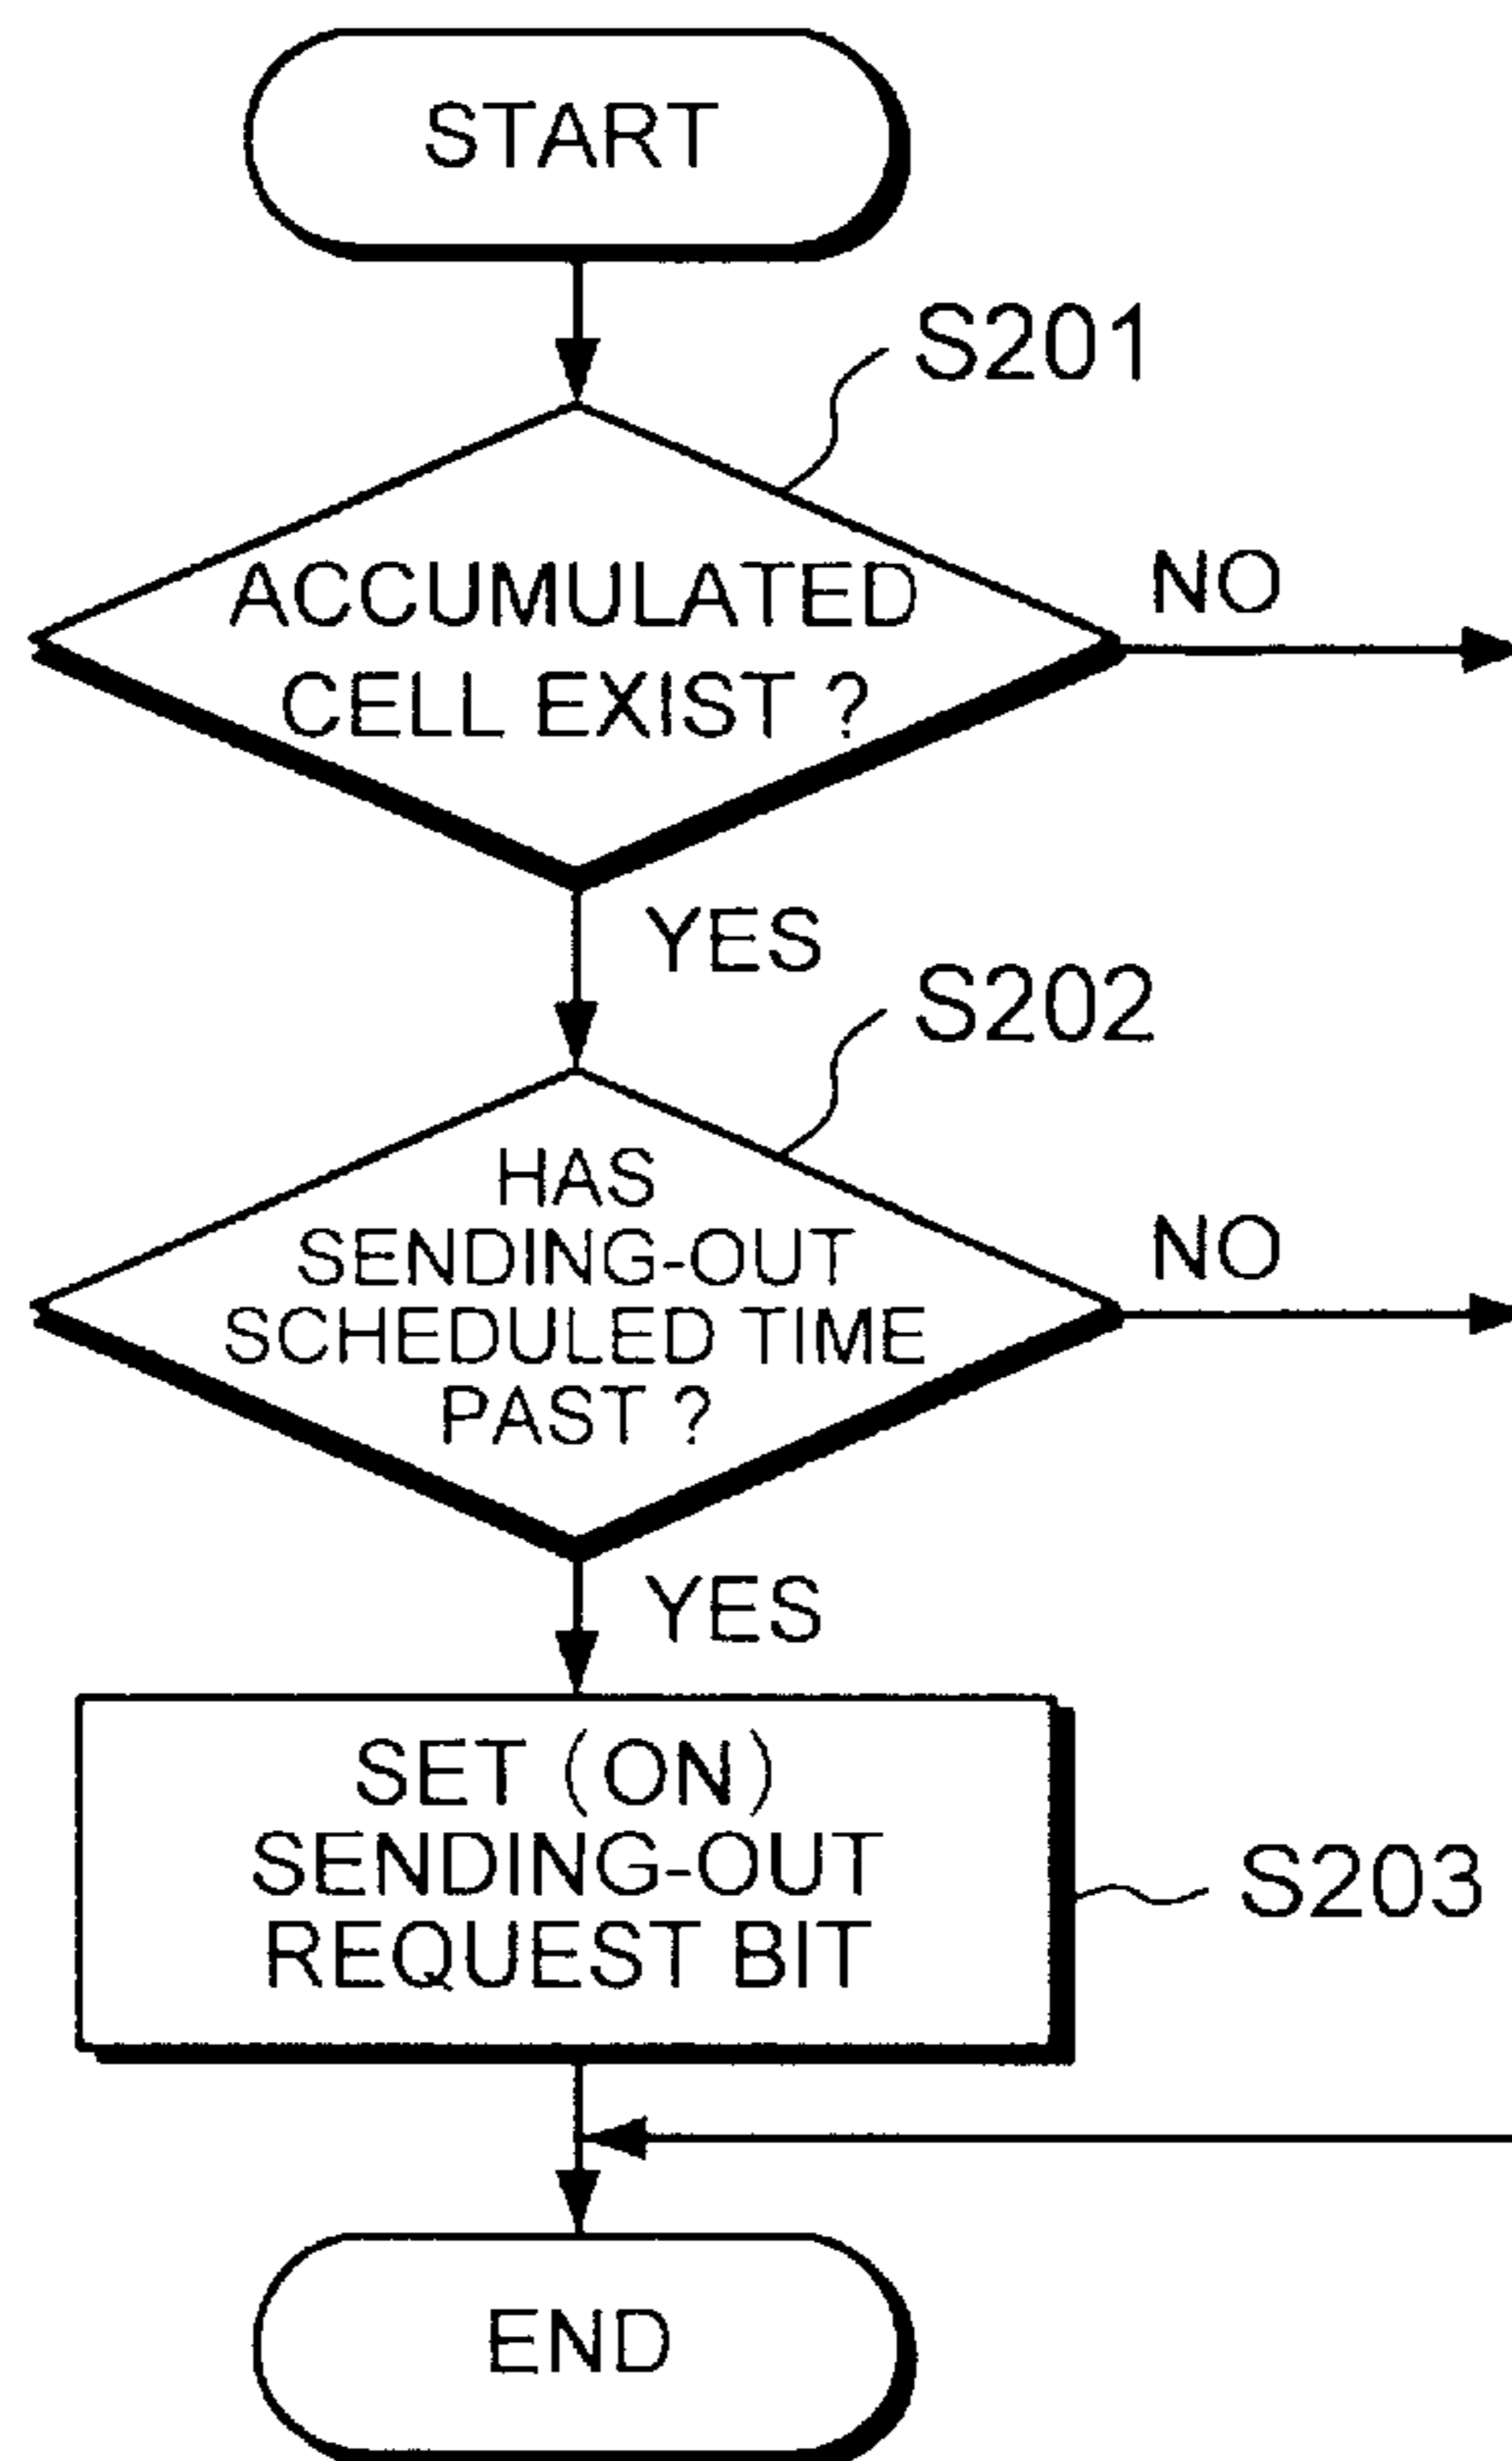 START
S201
ACCUMULATED
CELL EXIST ?
NO
YES
S202
HAS
SENDING-OUT
SCHEDULED TIME
PAST ?
NO
YES
SET (ON)
SENDING-OUT
REQUEST BIT
S203
END